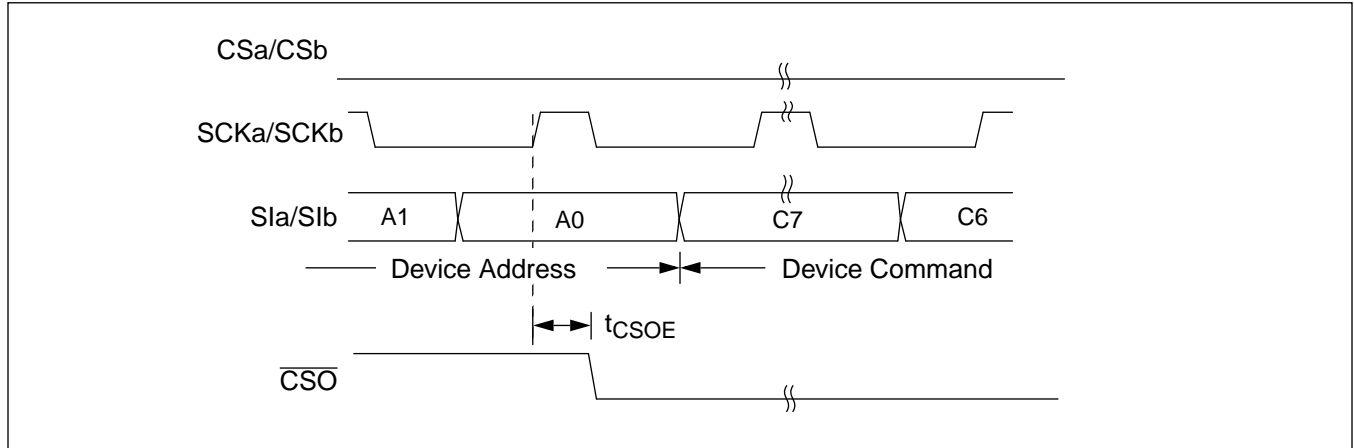 CSa/CSb
SCKa/SCKb
SIa/SIb
A1
A0
C7
C6
Device Address
Device Command
tCSOE
CSO